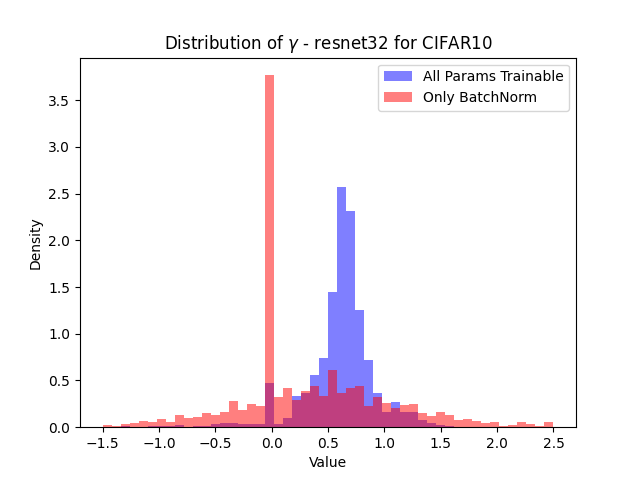 Distribution of γ - resnet32 for CIFAR10
All Params Trainable
Only BatchNorm
Density
3.5
3.0
2.5
2.0
1.5
1.0
0.5
0.0
−1.5 −1.0 −0.5 0.0 0.5 1.0 1.5 2.0 2.5
Value